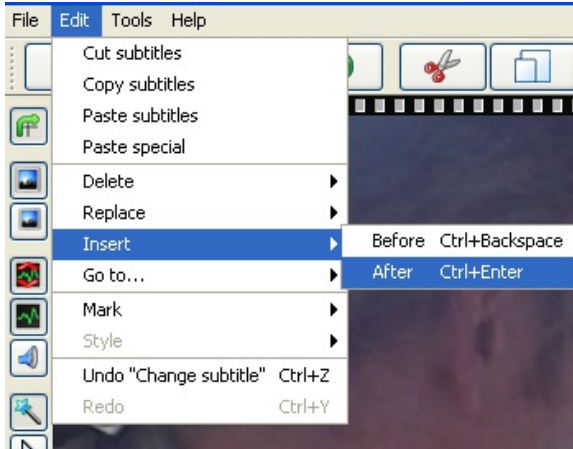 File Edit Tools Help
Cut subtitles
Copy subtitles
Paste subtitles
Paste special
Delete
Replace
Insert
Before Ctrl+Backspace
Go to...
After Ctrl+Enter
Mark
Style
Undo "Change subtitle" Ctrl+Z
Redo Ctrl+Y